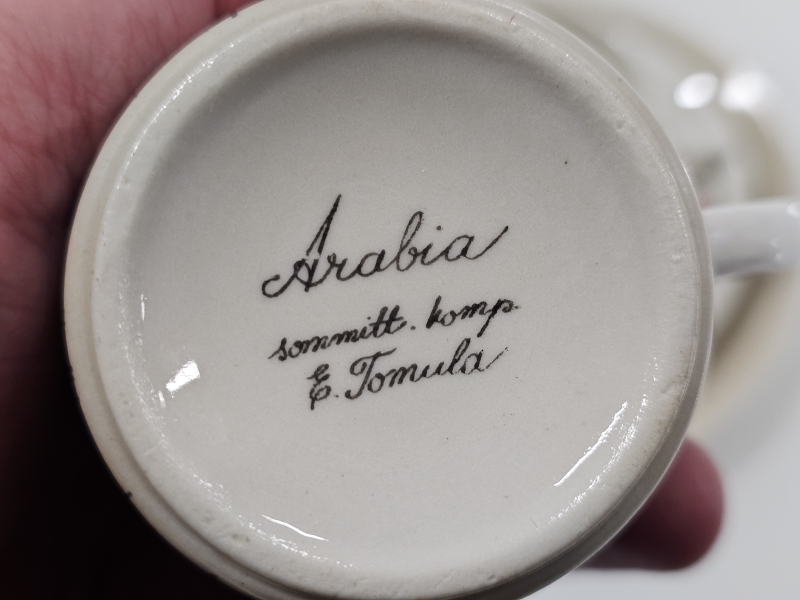 Arabia
sommitt. komp.
E. Tomula